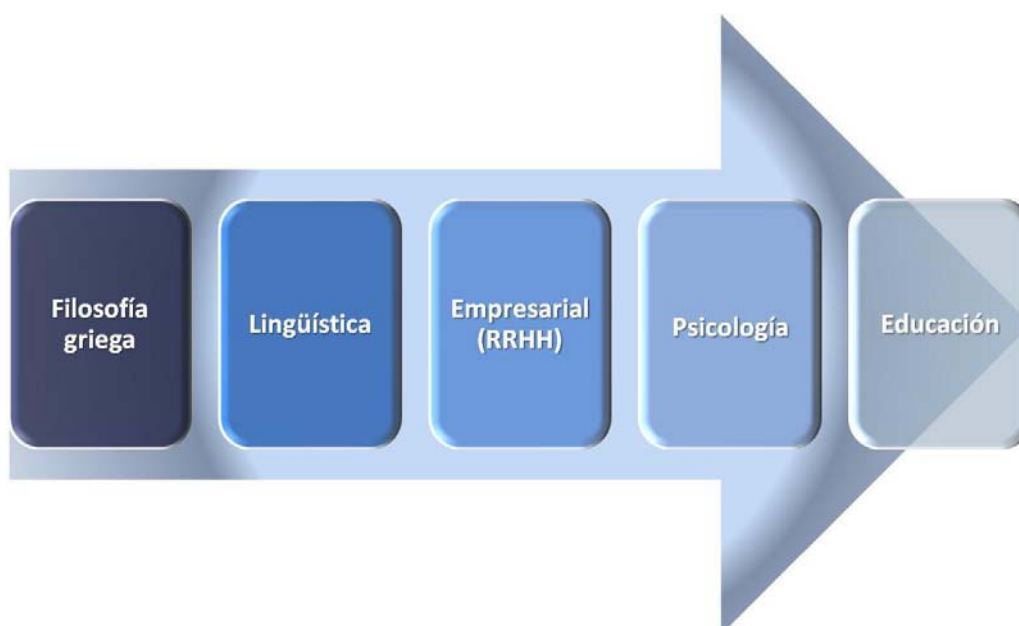 Filosofía
griega
Lingüística
Empresarial
(RRHH)
Psicología
Educación